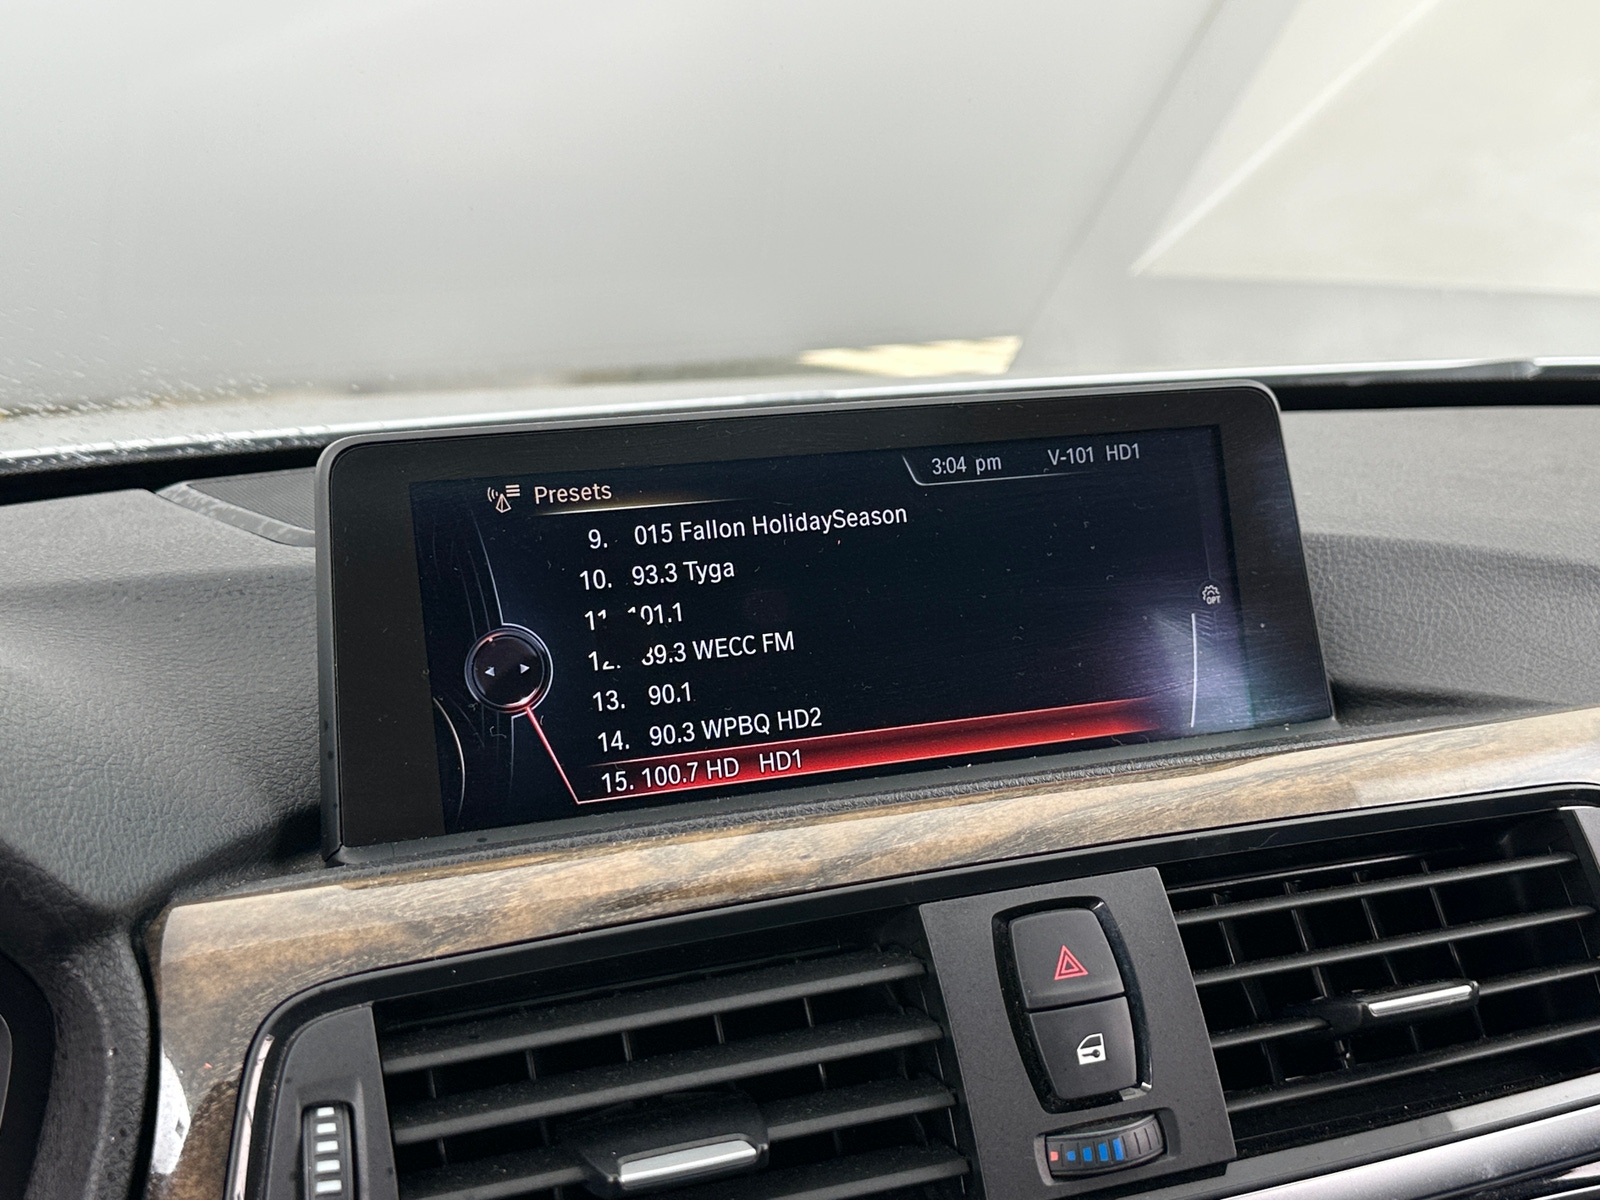 3:04 pm V-101 HD1
Presets
9. 015 Fallon HolidaySeason
10. 93.3 Tyga
101.1
89.3 WECC FM
13. 90.1
14. 90.3 WPBQ HD2
15. 100.7 HD HD1
OPT